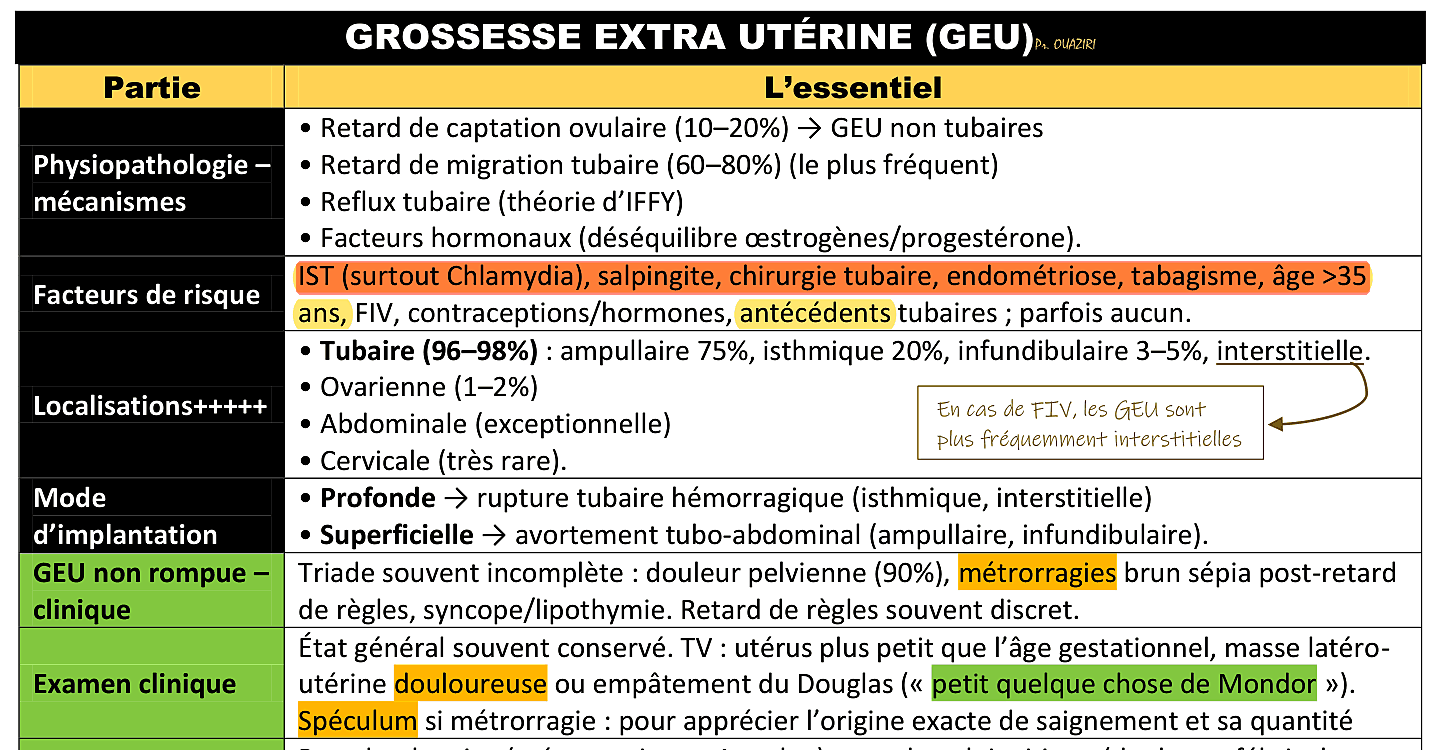 GROSSESSE EXTRA UTÉRINE (GEU) Pr. OUAZIRI
Partie
L’essentiel
Physiopathologie –
mécanismes
• Retard de captation ovulaire (10–20%) → GEU non tubaires
• Retard de migration tubaire (60–80%) (le plus fréquent)
• Reflux tubaire (théorie d’IFFY)
• Facteurs hormonaux (déséquilibre œstrogènes/progestérone).
Facteurs de risque
IST (surtout Chlamydia), salpingite, chirurgie tubaire, endométriose, tabagisme, âge >35
ans, FIV, contraceptions/hormones, antécédents tubaires ; parfois aucun.
Localisations+++++
• Tubaire (96–98%) : ampullaire 75%, isthmique 20%, infundibulaire 3–5%, interstitielle.
• Ovarienne (1–2%)
• Abdominale (exceptionnelle)
• Cervicale (très rare).
En cas de FIV, les GEU sont
plus fréquemment interstitielles
Mode
d’implantation
• Profonde → rupture tubaire hémorragique (isthmique, interstitielle)
• Superficielle → avortement tubo-abdominal (ampullaire, infundibulaire).
GEU non rompue –
clinique
Triade souvent incomplète : douleur pelvienne (90%), métrorragies brun sépia post-retard
de règles, syncope/lipothymie. Retard de règles souvent discret.
Examen clinique
État général souvent conservé. TV : utérus plus petit que l’âge gestationnel, masse latéro-
utérine douloureuse ou empâtement du Douglas (« petit quelque chose de Mondor »).
Spéculum si métrorragie : pour apprécier l’origine exacte de saignement et sa quantité